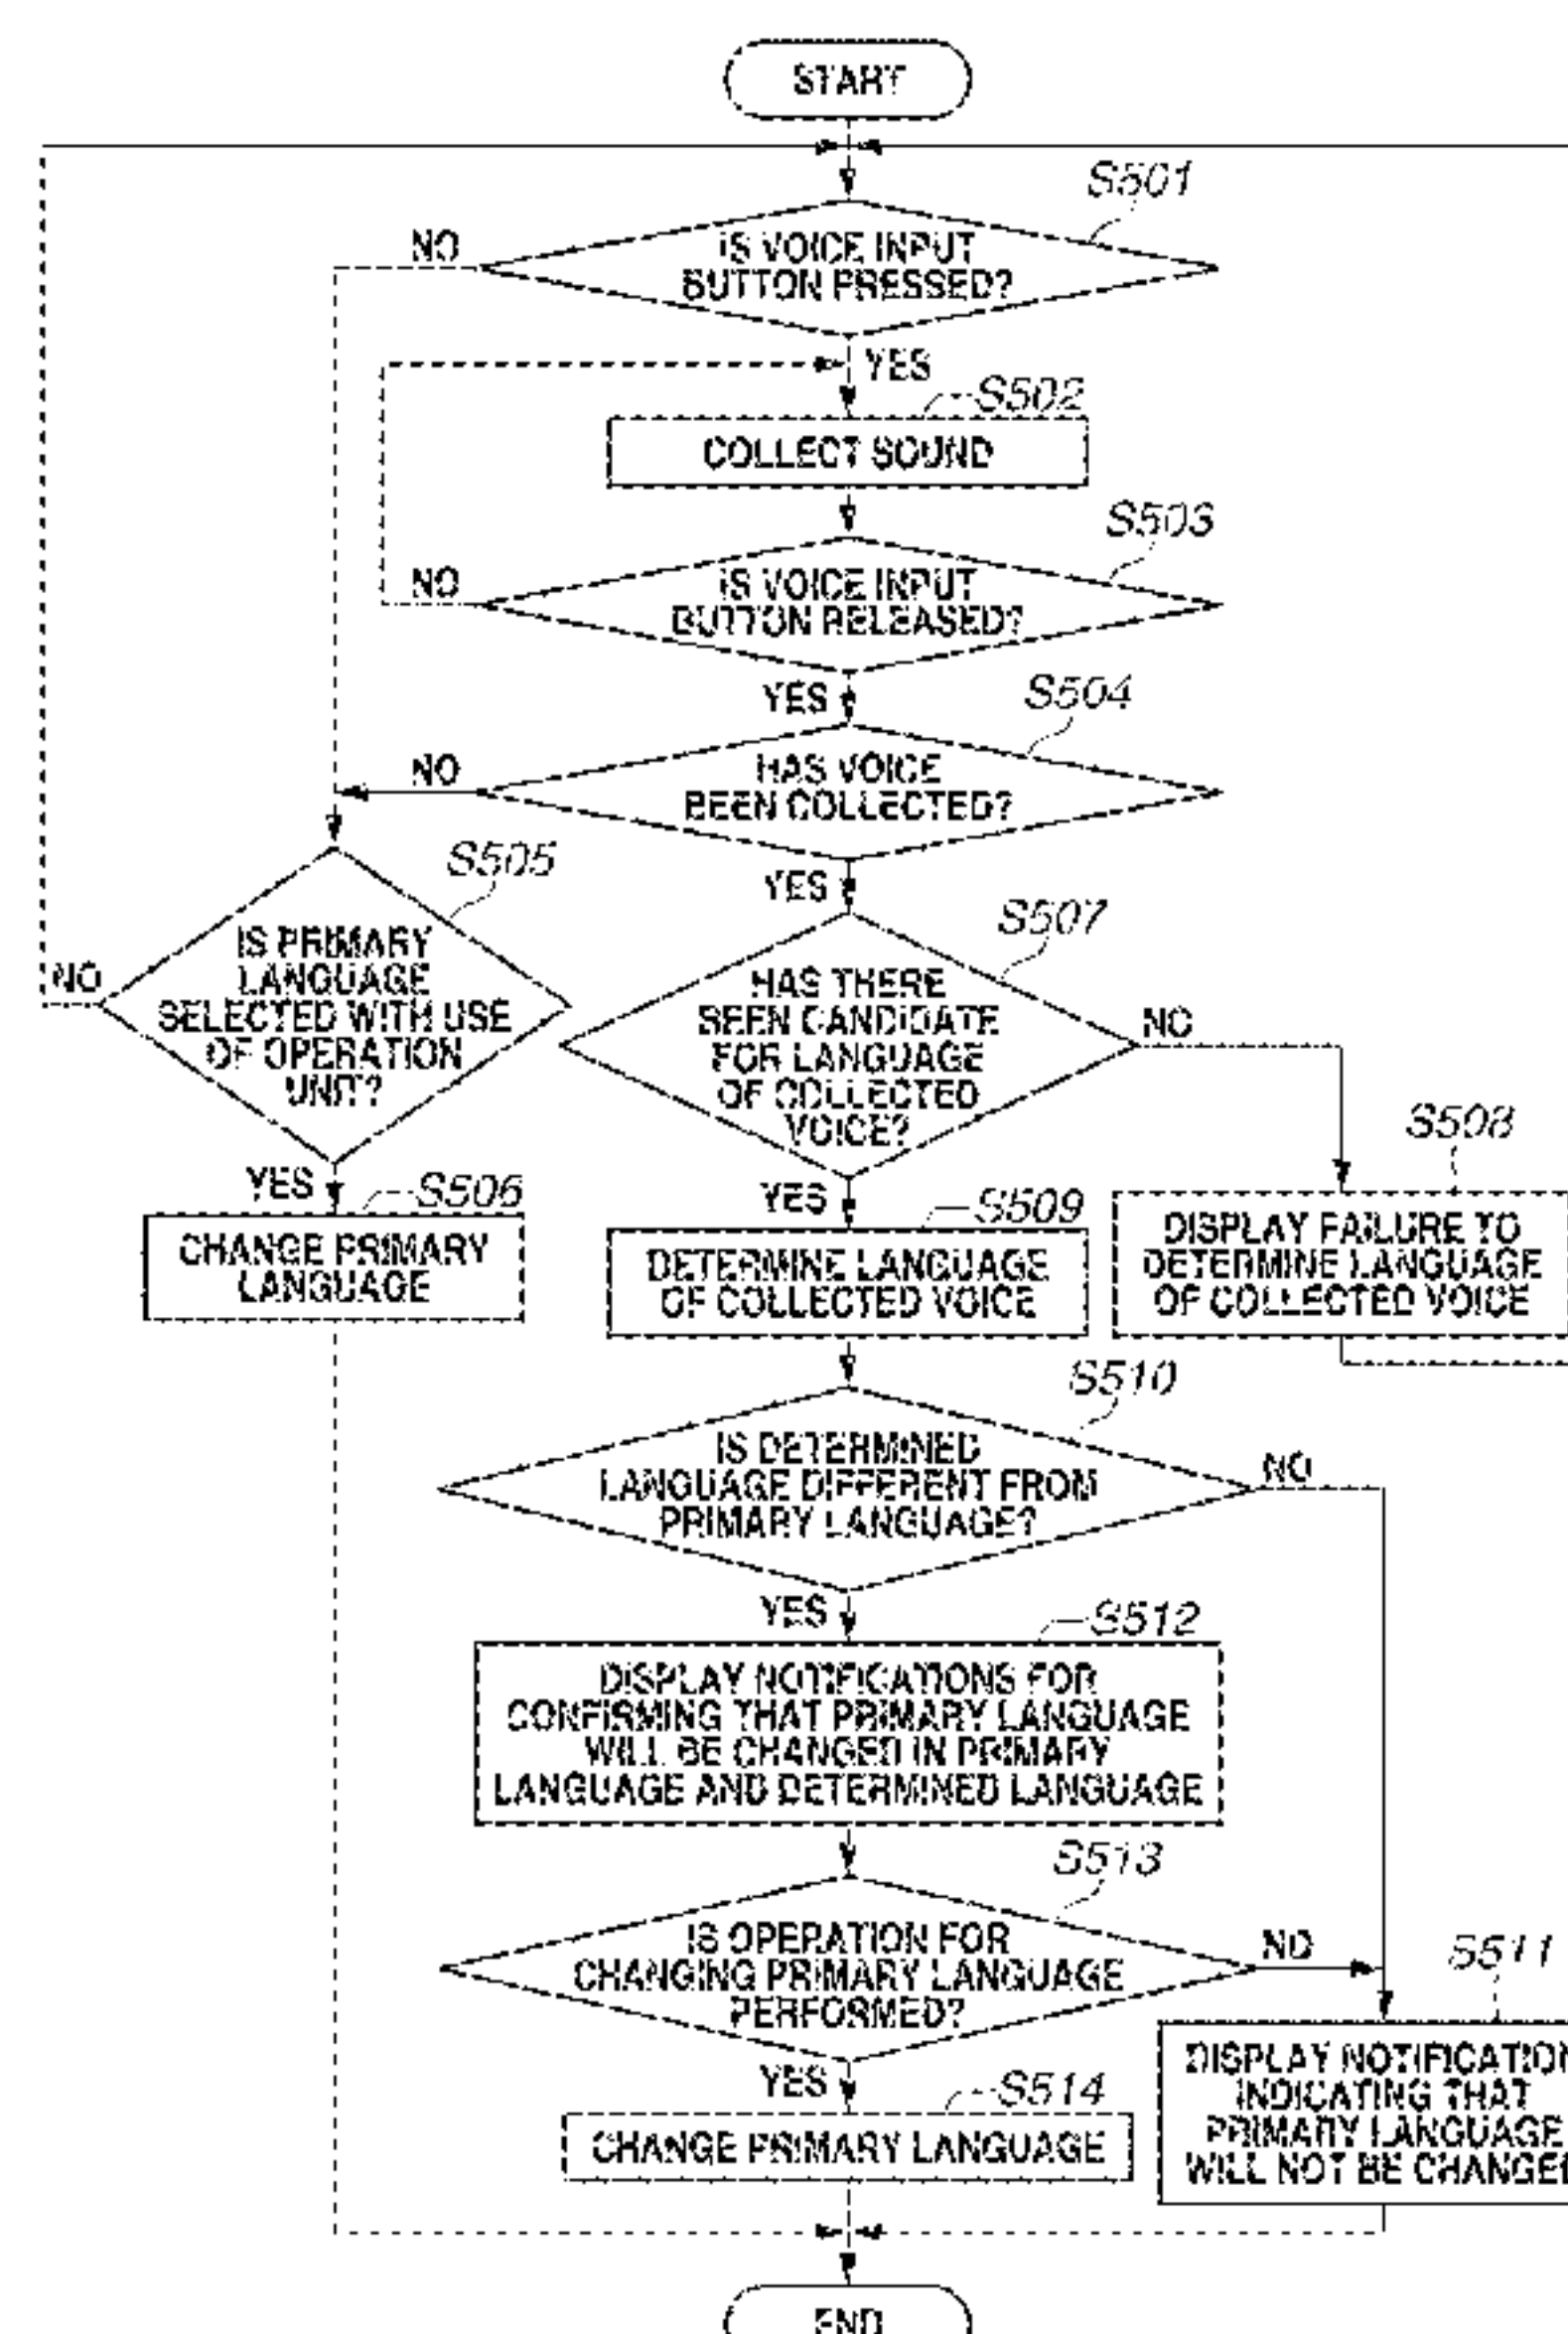 START
S501
NO
IS VOICE INPUT
BUTTON PRESSED?
YES
S502
COLLECT SOUND
S503
NO
IS VOICE INPUT
BUTTON RELEASED?
YES
S504
NO
HAS VOICE
BEEN COLLECTED?
YES
S505
NO
IS PRIMARY
LANGUAGE
SELECTED WITH USE
OF OPERATION
UNIT?
YES
S506
CHANGE PRIMARY
LANGUAGE
S507
HAS THERE
BEEN CANDIDATE
FOR LANGUAGE
OF COLLECTED
VOICE?
NO
YES
S508
DISPLAY FAILURE TO
DETERMINE LANGUAGE
OF COLLECTED VOICE
S509
DETERMINE LANGUAGE
OF COLLECTED VOICE
S510
IS DETERMINED
LANGUAGE DIFFERENT FROM
PRIMARY LANGUAGE?
NO
YES
S512
DISPLAY NOTIFICATIONS FOR
CONFIRMING THAT PRIMARY LANGUAGE
WILL BE CHANGED IN PRIMARY
LANGUAGE AND DETERMINED LANGUAGE
S513
IS OPERATION FOR
CHANGING PRIMARY LANGUAGE
PERFORMED?
NO
YES
S511
DISPLAY NOTIFICATION
INDICATING THAT
PRIMARY LANGUAGE
WILL NOT BE CHANGED
S514
CHANGE PRIMARY LANGUAGE
END